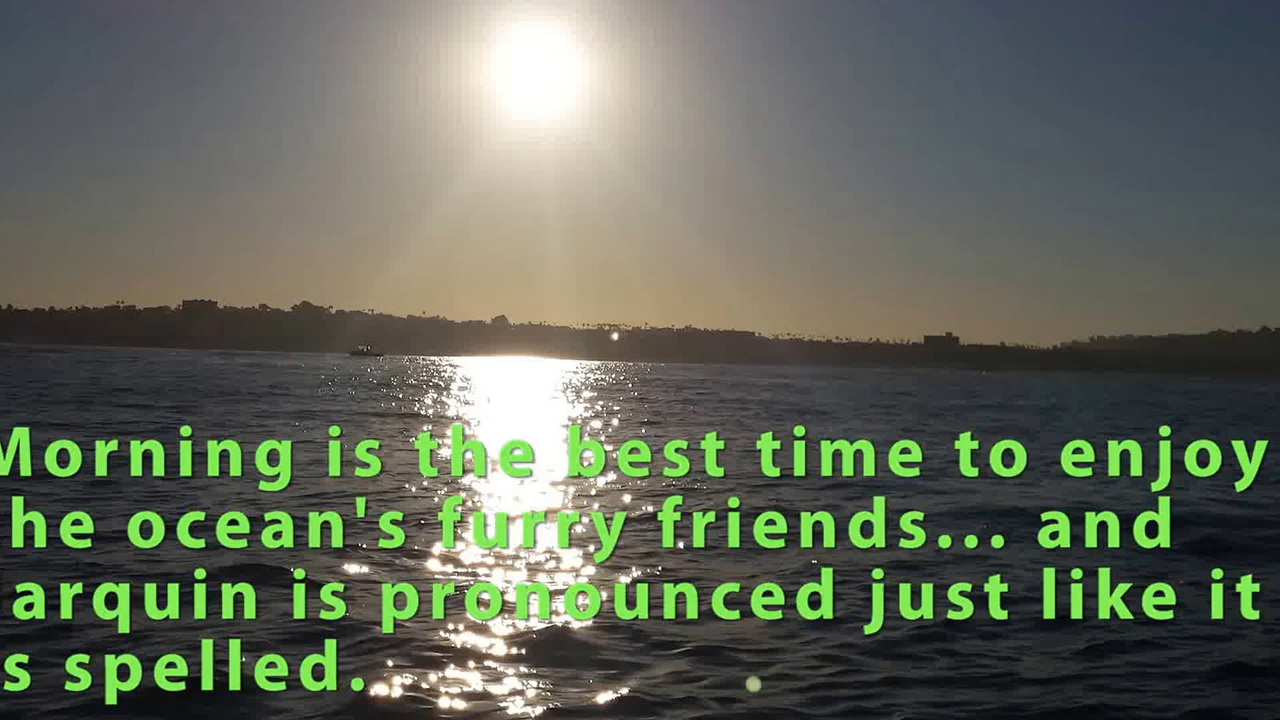 Morning is the best time to enjoy
he ocean's furry friends... and
arquin is pronounced just like it
s spelled.